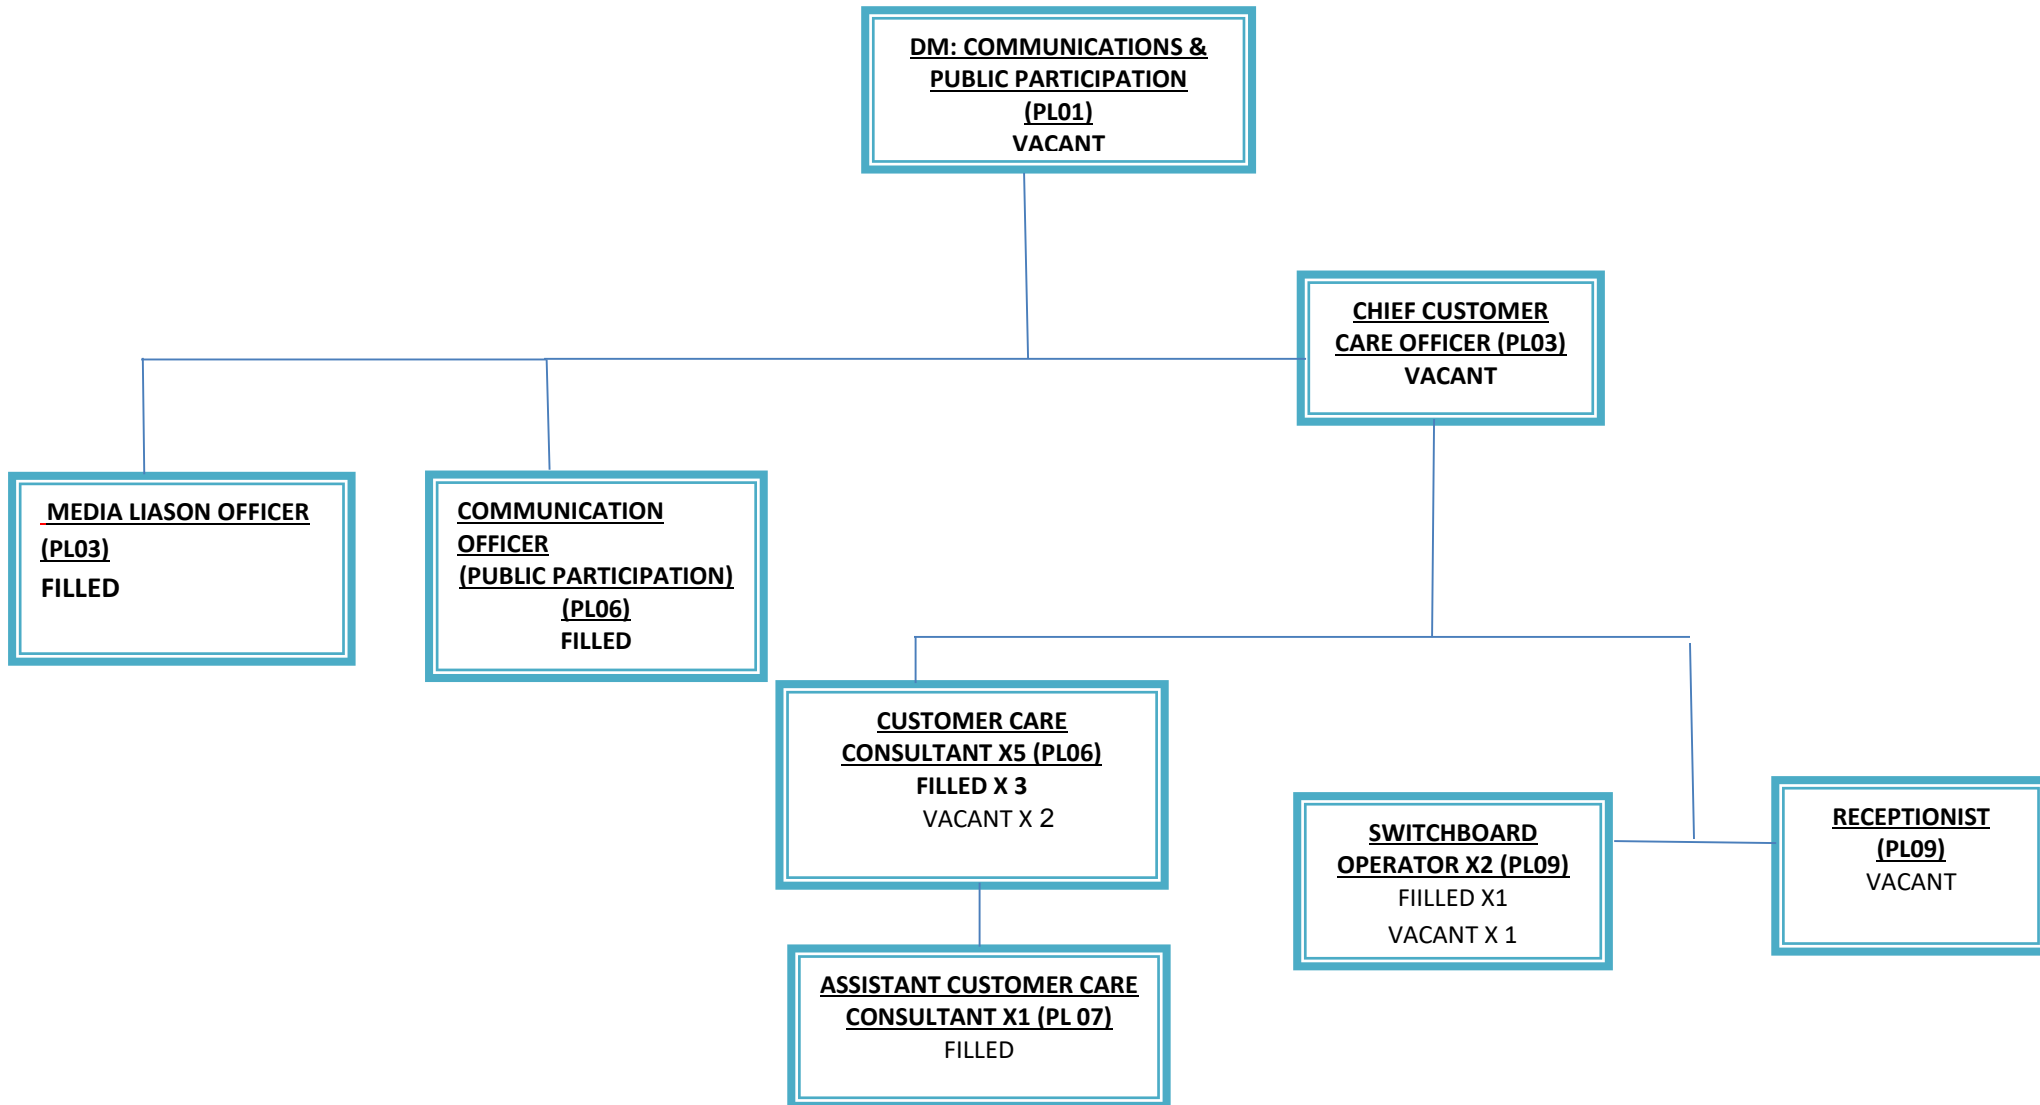 DM: COMMUNICATIONS &
PUBLIC PARTICIPATION
(PL01)
VACANT
CHIEF CUSTOMER
CARE OFFICER (PL03)
VACANT
MEDIA LIASON OFFICER
(PL03)
FILLED
COMMUNICATION
OFFICER
(PUBLIC PARTICIPATION)
(PL06)
FILLED
CUSTOMER CARE
CONSULTANT X5 (PL06)
FILLED X 3
VACANT X 2
SWITCHBOARD
OPERATOR X2 (PL09)
FIILLED X1
VACANT X 1
RECEPTIONIST
(PL09)
VACANT
ASSISTANT CUSTOMER CARE
CONSULTANT X1 (PL 07)
FILLED